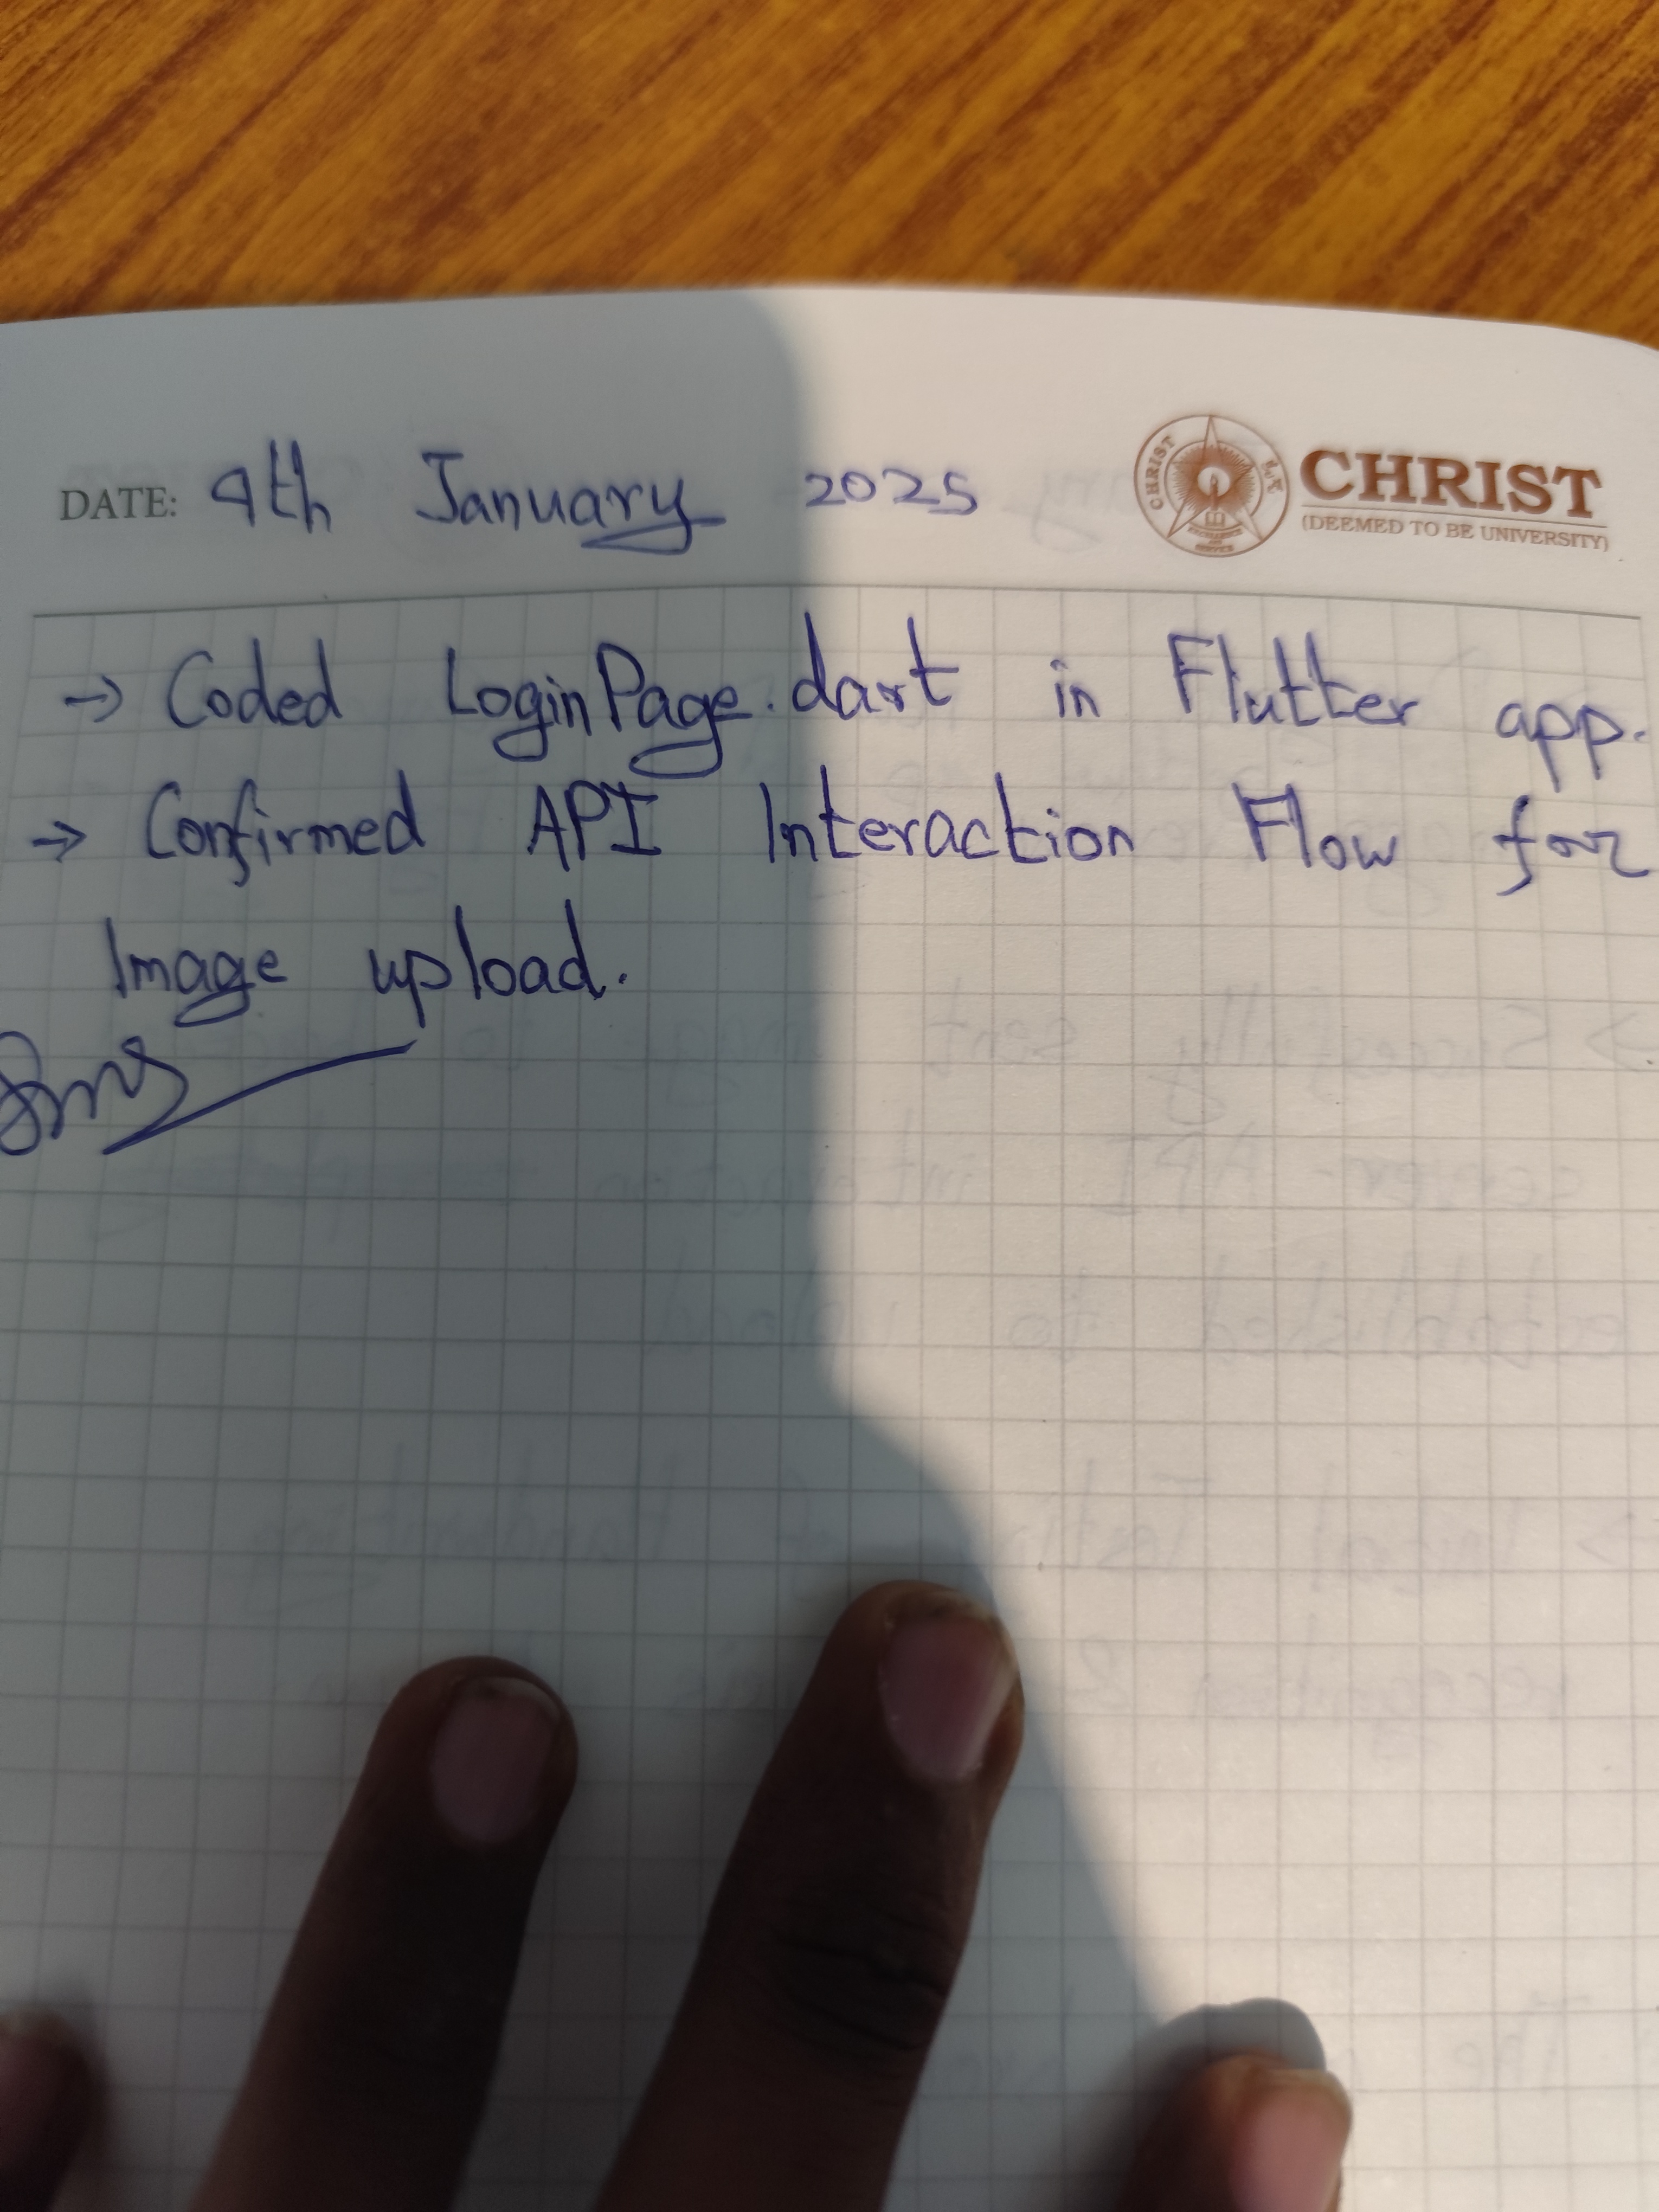 DATE: 9th January 2025
CHRIST
(DEEMED TO BE UNIVERSITY)
→ Coded LoginPage.dart in Flutter app.
→ Confirmed API Interaction Flow for
Image upload.